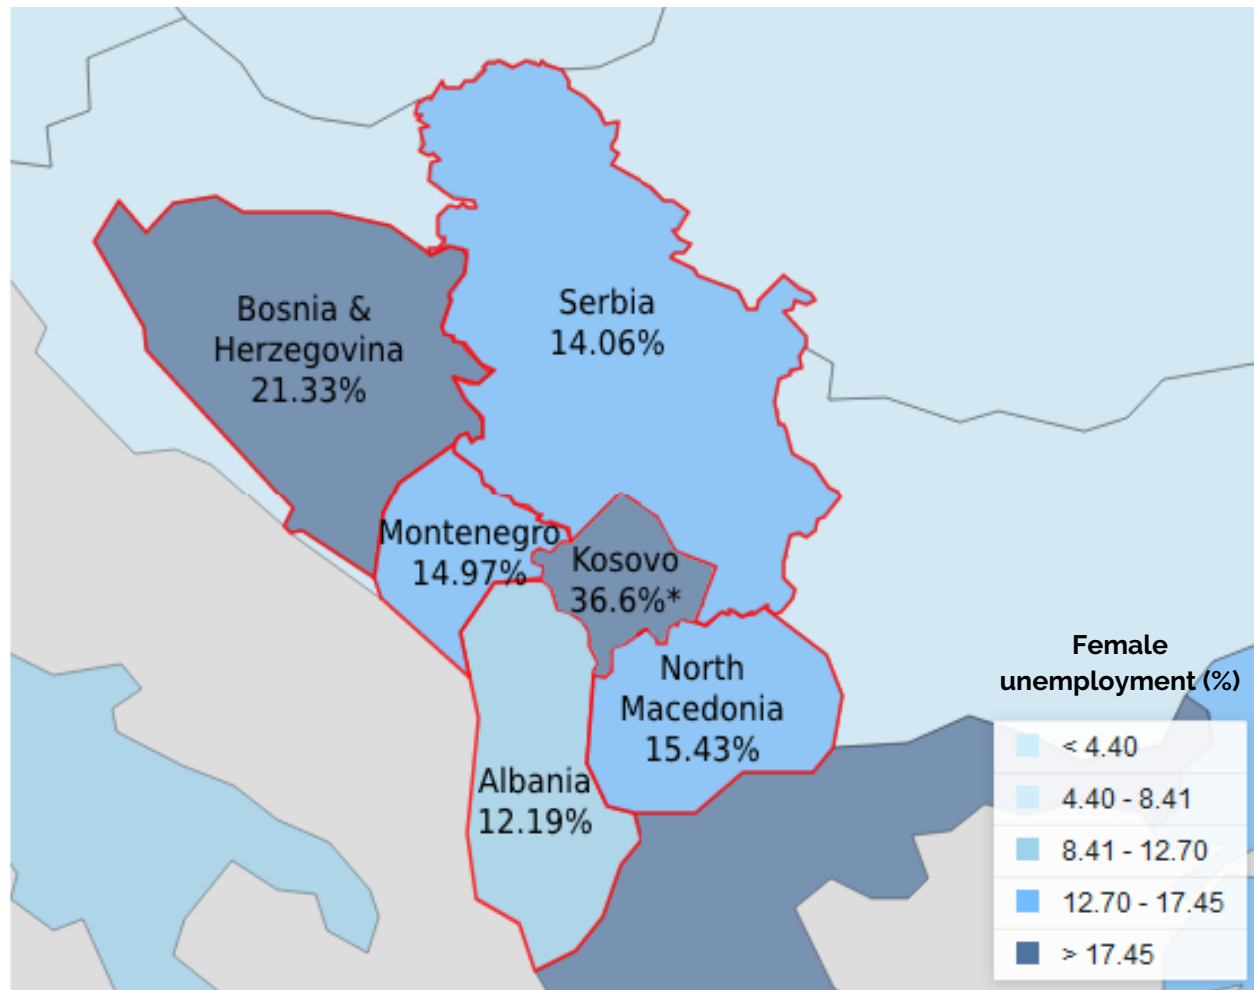 Bosnia &
Herzegovina
21.33%
Serbia
14.06%
Montenegro
14.97%
Kosovo
36.6%*
North
Macedonia
15.43%
Albania
12.19%
Female
unemployment (%)
< 4.40
4.40 - 8.41
8.41 - 12.70
12.70 - 17.45
> 17.45